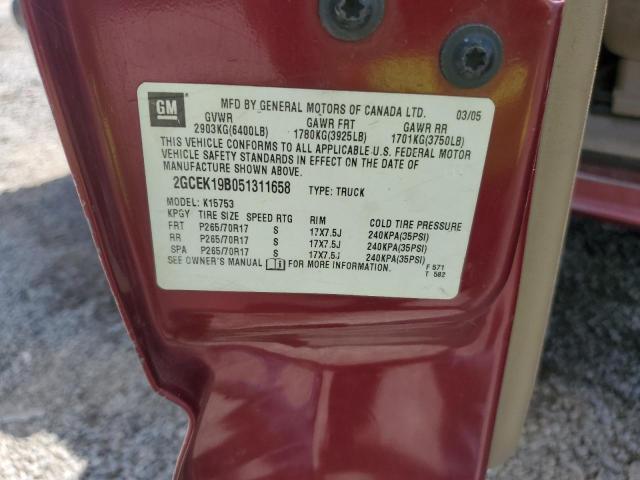 GM
MFD BY GENERAL MOTORS OF CANADA LTD. 03/05
GVWR GAWR FRT GAWR RR
2903KG(6400LB) 1780KG(3925LB) 1701KG(3750LB)
THIS VEHICLE CONFORMS TO ALL APPLICABLE U.S. FEDERAL MOTOR
VEHICLE SAFETY STANDARDS IN EFFECT ON THE DATE OF
MANUFACTURE SHOWN ABOVE.
2GCEK19B051311658 TYPE: TRUCK
MODEL: K15753
KPGY TIRE SIZE SPEED RTG RIM COLD TIRE PRESSURE
FRT P265/70R17 S 17X7.5J 240KPA(35PSI)
RR P265/70R17 S 17X7.5J 240KPA(35PSI)
SPA P265/70R17 S 17X7.5J 240KPA(35PSI)
SEE OWNER'S MANUAL FOR MORE INFORMATION.
F 571
T 582